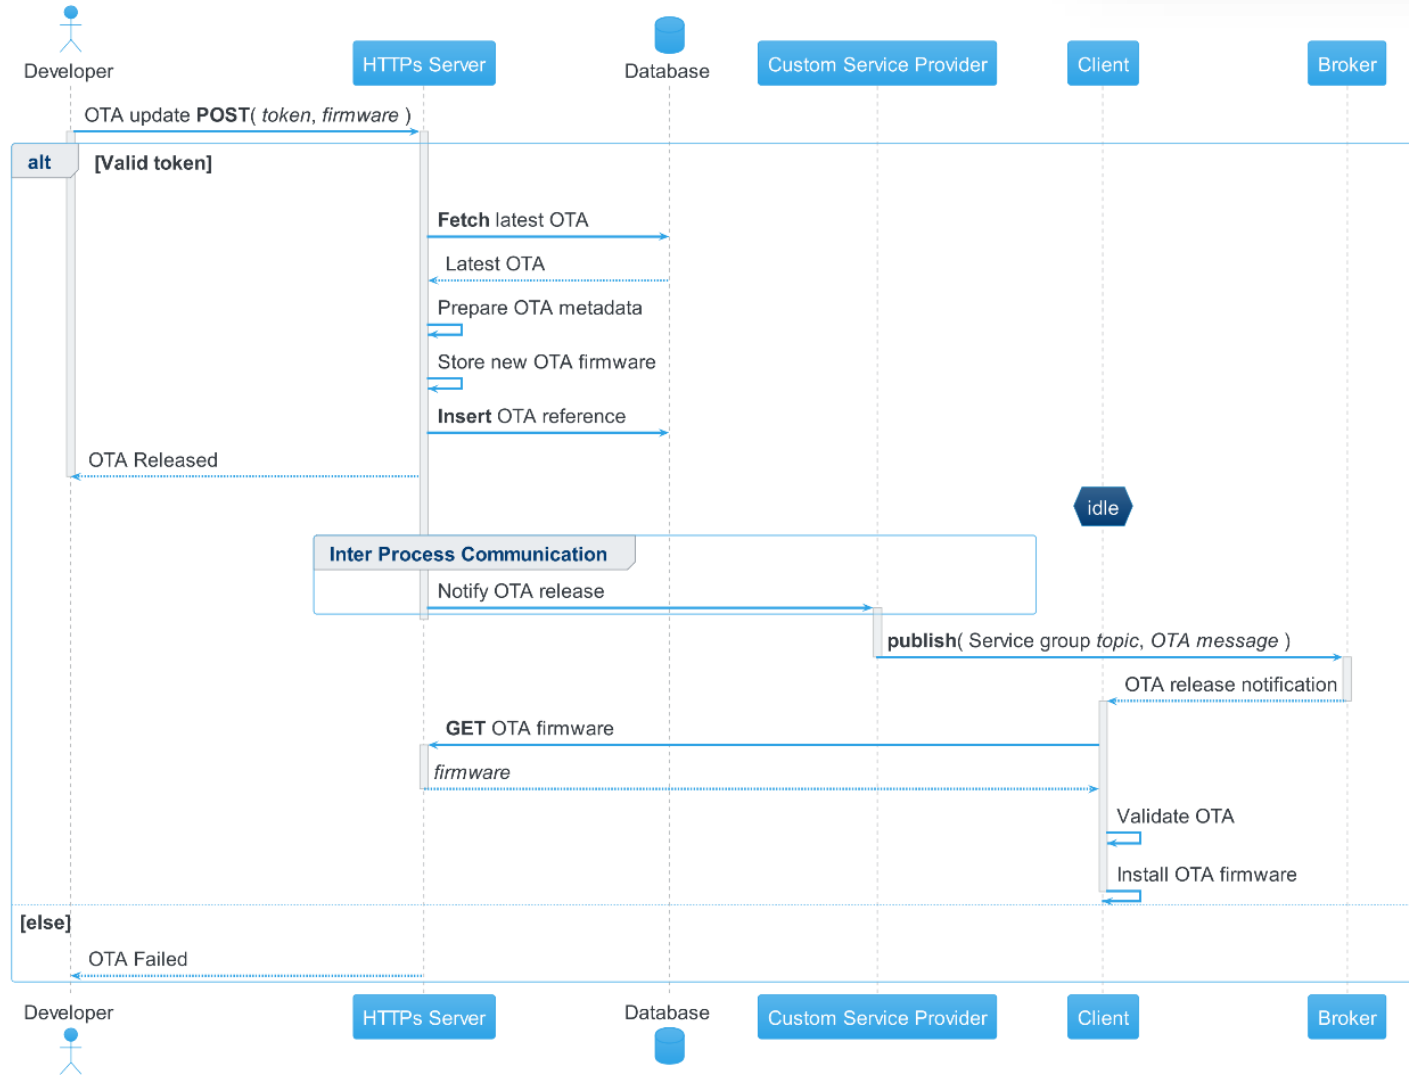 Developer
HTTPs Server
Database
Custom Service Provider
Client
Broker
OTA update POST( token, firmware )
alt
[Valid token]
Fetch latest OTA
Latest OTA
Prepare OTA metadata
Store new OTA firmware
Insert OTA reference
OTA Released
idle
Inter Process Communication
Notify OTA release
publish( Service group topic, OTA message )
OTA release notification
GET OTA firmware
firmware
Validate OTA
Install OTA firmware
[else]
OTA Failed
Developer
HTTPs Server
Database
Custom Service Provider
Client
Broker